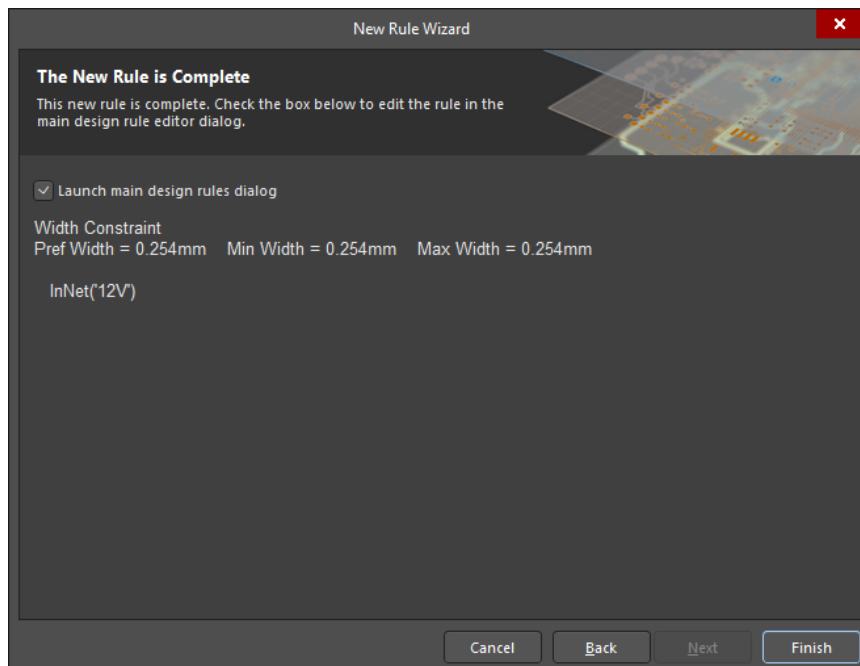 New Rule Wizard
The New Rule is Complete
This new rule is complete. Check the box below to edit the rule in the
main design rule editor dialog.
Launch main design rules dialog
Width Constraint
Pref Width = 0.254mm Min Width = 0.254mm Max Width = 0.254mm
InNet('12V')
Cancel Back Next Finish